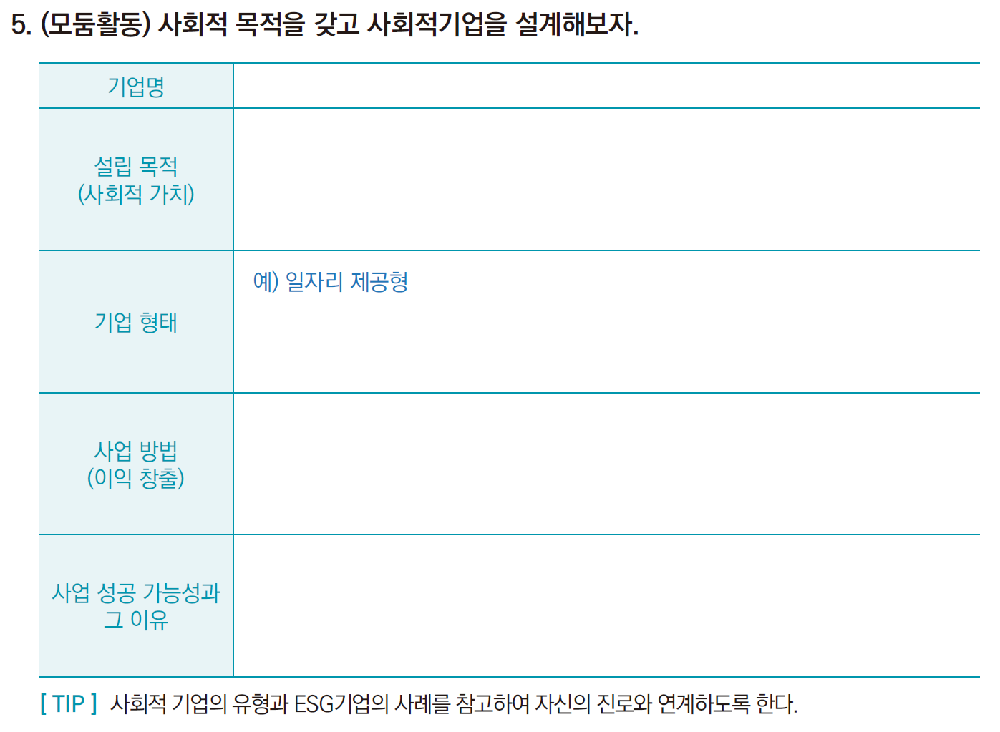 5. (모둠활동) 사회적 목적을 갖고 사회적기업을 설계해보자.
기업명
설립 목적
(사회적 가치)
예) 일자리 제공형
기업 형태
사업 방법
(이익 창출)
사업 성공 가능성과
그 이유
[ TIP ] 사회적 기업의 유형과 ESG기업의 사례를 참고하여 자신의 진로와 연계하도록 한다.